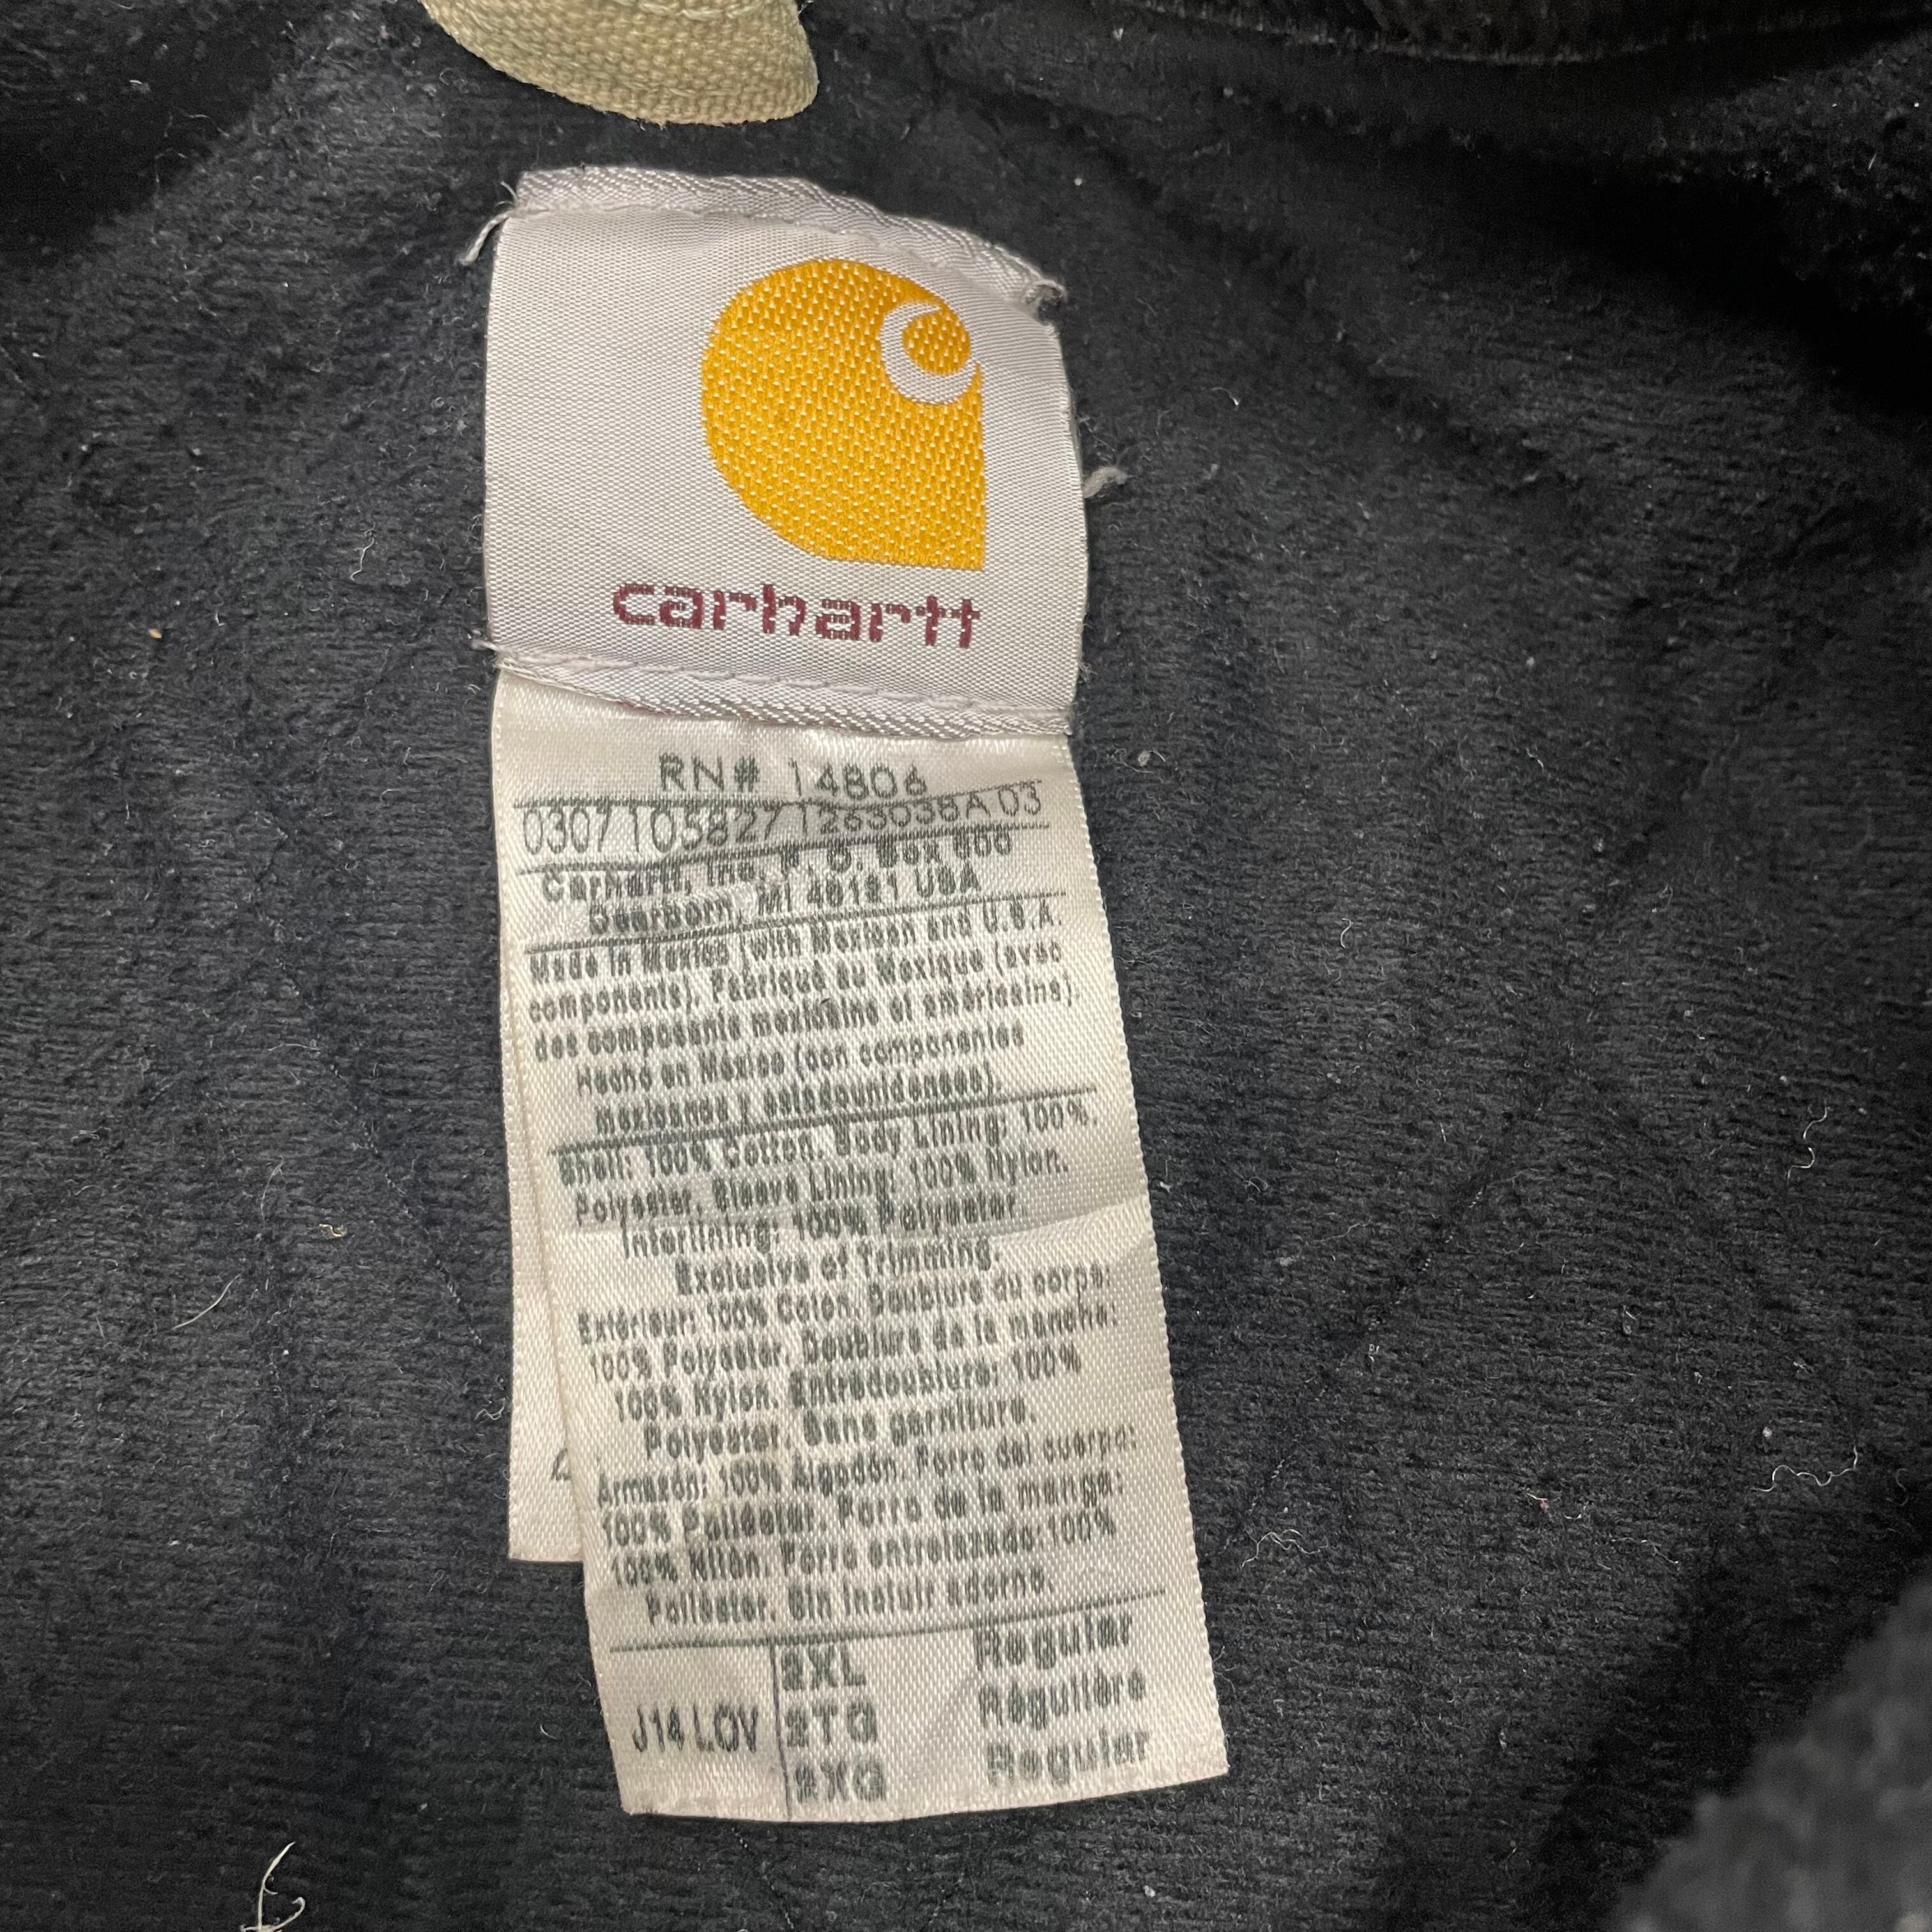 carhartt
RN# 14806
0307 105827 1263038A 03
Carhartt, Inc. P. O. Box 600
Dearborn, MI 48121 USA
Made in Mexico (with Mexican and U.S.A.
components). Fabriqué au Mexique (avec
des composants mexicains et américains).
Hecho en México (con componentes
mexicanos y estadounidenses).
Shell: 100% Cotton. Body Lining: 100%
Polyester. Sleeve Lining: 100% Nylon.
Interlining: 100% Polyester.
Exclusive of Trimming.
Extérieur: 100% Coton. Doublure du corps:
100% Polyester. Doublure de la manche:
100% Nylon. Entredoublure: 100%
Polyester. Sans garniture.
Armazón: 100% Algodón. Forro del cuerpo:
100% Poliéster. Forro de la manga:
100% Nilón. Forro entrelazado: 100%
Poliéster. Sin incluir adorno.
J14 LOV
2XL Regular
2TG Régulière
2XG Regular